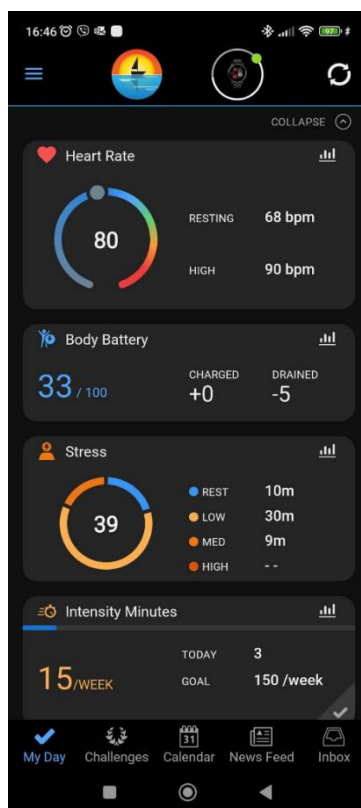 16:46
97
COLLAPSE
Heart Rate
80
RESTING 68 bpm
HIGH 90 bpm
Body Battery
33 / 100
CHARGED DRAINED
+0 -5
Stress
39
REST 10m
LOW 30m
MED 9m
HIGH --
Intensity Minutes
15/WEEK
TODAY 3
GOAL 150 /week
31
My Day Challenges Calendar News Feed Inbox